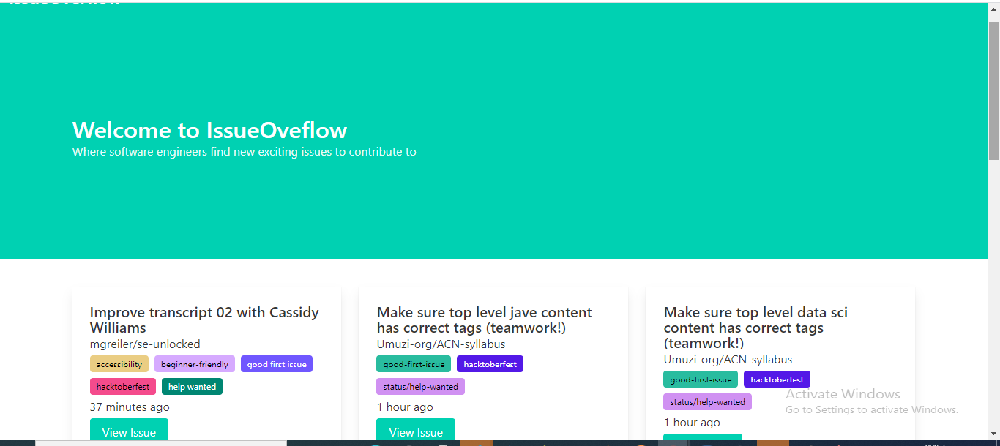 Welcome to IssueOveflow
Where software engineers find new exciting issues to contribute to
Improve transcript 02 with Cassidy
Williams
mgreiler/se-unlocked
accessibility beginner-friendly good first issue
hacktoberfest help wanted
37 minutes ago
View Issue
Make sure top level jave content
has correct tags (teamwork!)
Umuzi-org/ACN-syllabus
good-first-issue hacktoberfest
status/help-wanted
1 hour ago
View Issue
Make sure top level data sci
content has correct tags
(teamwork!)
Umuzi-org/ACN-syllabus
good-first-issue hacktoberfest
status/help-wanted
1 hour ago
Activate Windows
Go to Settings to activate Windows.